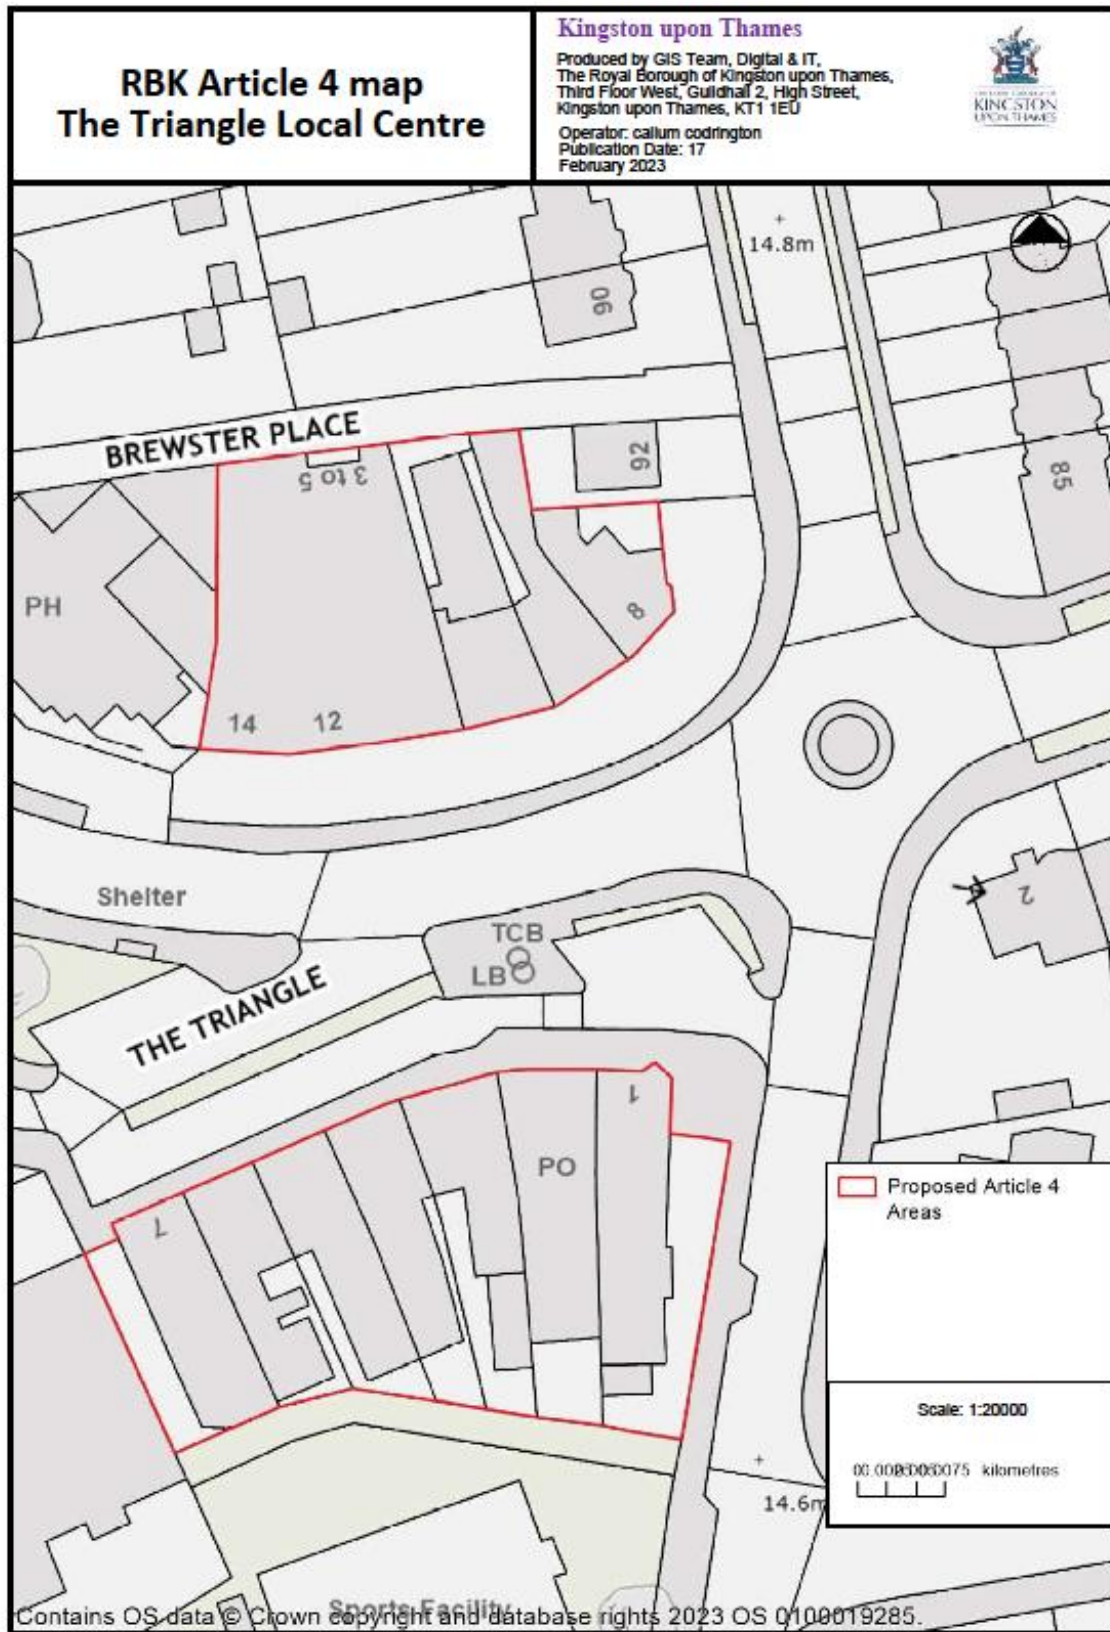 RBK Article 4 map
The Triangle Local Centre
Kingston upon Thames
Produced by GIS Team, Digital & IT,
The Royal Borough of Kingston upon Thames,
Third Floor West, Guildhall 2, High Street,
Kingston upon Thames, KT1 1EU
Operator: callum codrington
Publication Date: 17
February 2023
KINGSTON
UPON THAMES
14.8m
90
BREWSTER PLACE
3 to 5
92
85
PH
8
14
12
Shelter
2
TCB
LB
THE TRIANGLE
1
PO
7
Proposed Article 4
Areas
Scale: 1:20000
kilometres
14.6m
Sports Facility
Contains OS data © Crown copyright and database rights 2023 OS 0100019285.